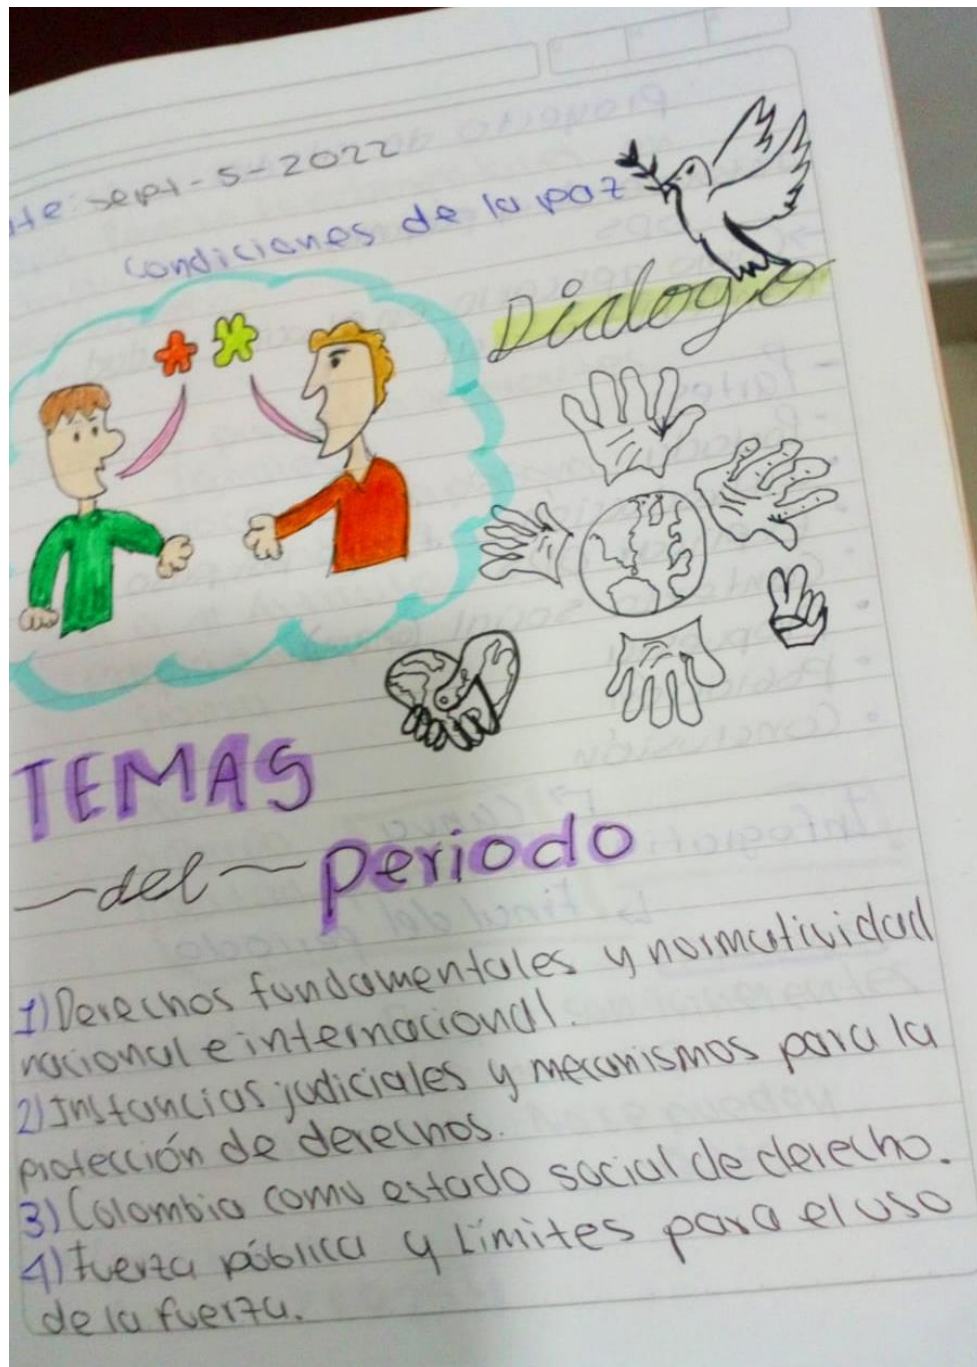 te: sept-5-2022
condiciones de la paz
Dialogo
TEMAS
del periodo
1) Derechos fundamentales y normatividad
nacional e internacional.
2) Instancias judiciales y mecanismos para la
protección de derechos.
3) Colombia como estado social de derecho.
4) Fuerza pública y Límites para el uso
de la fuerza.